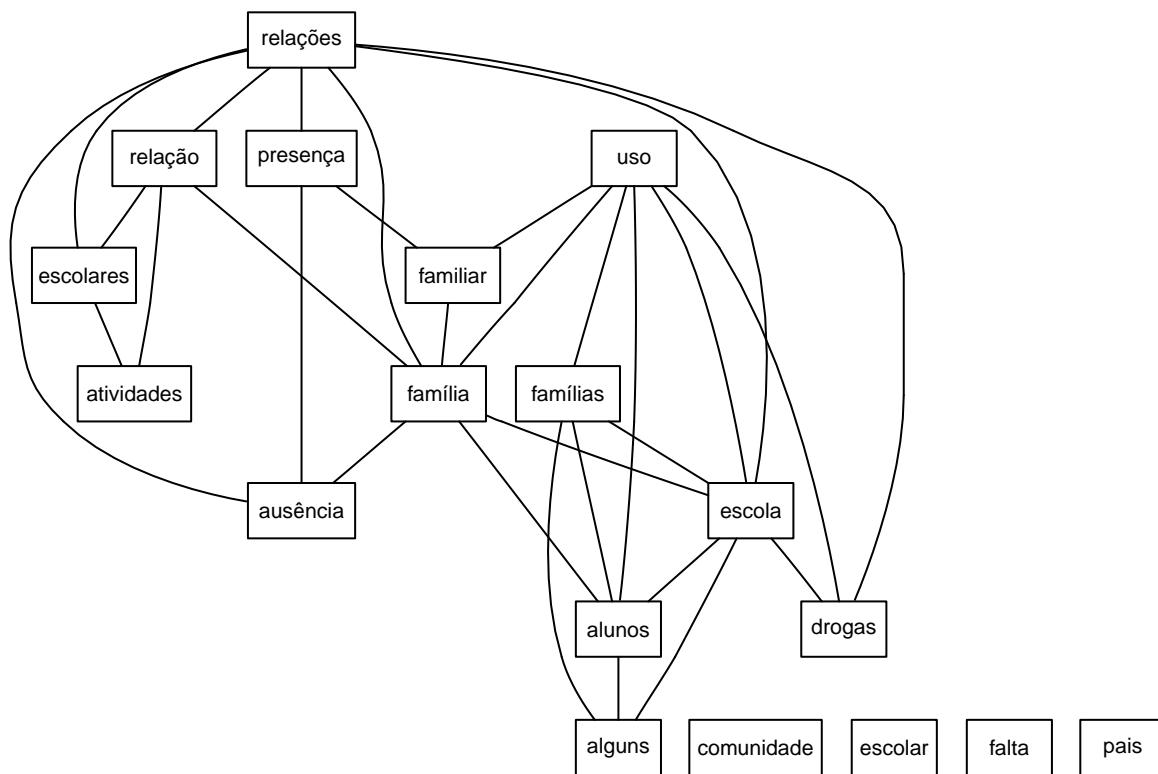 relações
relação
presença
uso
escolares
familiar
atividades
família
famílias
ausência
escola
alunos
drogas
alguns
comunidade
escolar
falta
pais